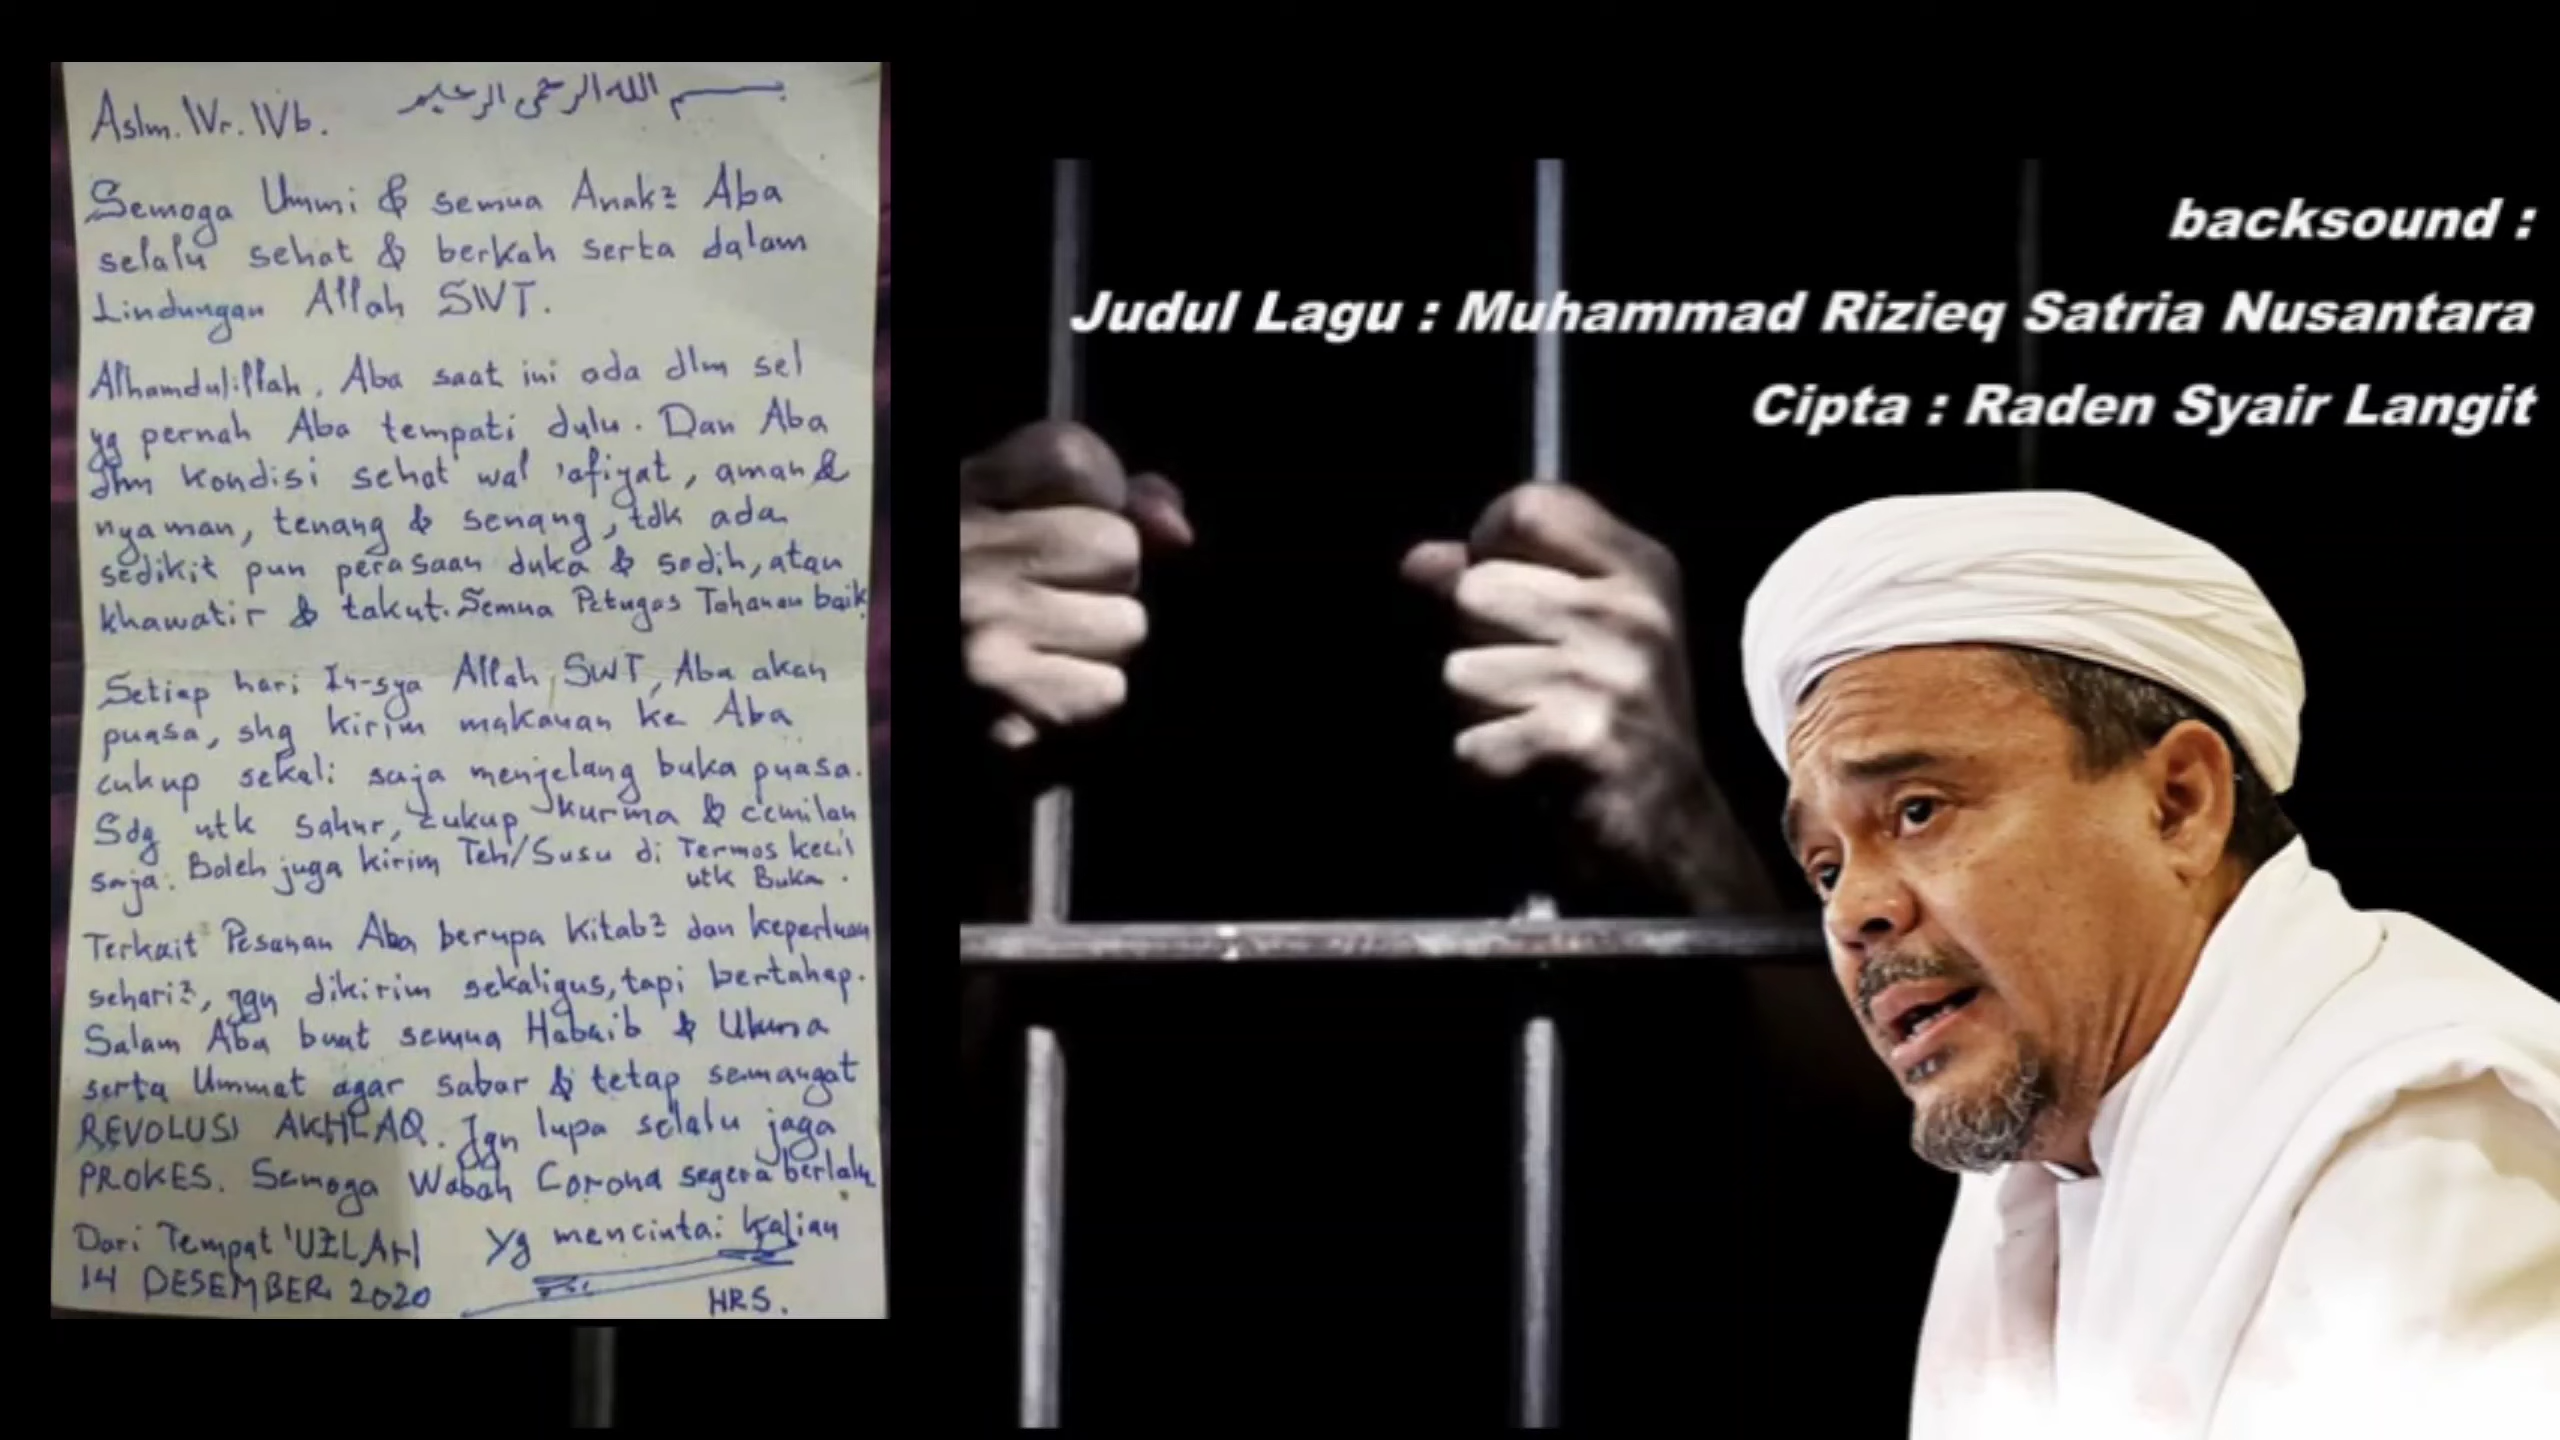 بسم الله الرحمن الرحيم
Aslm. Wr. Wb.
Semoga Ummi & semua Anak2 Aba
selalu sehat & berkah serta dalam
Lindungan Allah SWT.
Alhamdulillah, Aba saat ini ada dlm sel
yg pernah Aba tempati dulu. Dan Aba
dlm kondisi sehat wal 'afiyat, aman &
nyaman, tenang & senang, tdk ada
sedikit pun perasaan duka & sedih, atau
khawatir & takut. Semua Petugas Tahanan baik.
Setiap hari In-sya Allah SWT, Aba akan
puasa, shg kirim makanan ke Aba
cukup sekali saja menjelang buka puasa.
Sdg utk sahur, cukup kurma & cemilan
saja. Boleh juga kirim Teh/Susu di Termos kecil
utk Buka.
Terkait Pesanan Aba berupa Kitab2 dan keperluan
sehari2, jgn dikirim sekaligus, tapi bertahap.
Salam Aba buat semua Habaib & Ulama
serta Ummat agar sabar & tetap semangat
REVOLUSI AKHLAQ. Jgn lupa selalu jaga
PROKES. Semoga Wabah Corona segera berlalu
Dari Tempat 'UZLAH Yg mencintai kalian
14 DESEMBER 2020
HRS.
backsound :
Judul Lagu : Muhammad Rizieq Satria Nusantara
Cipta : Raden Syair Langit